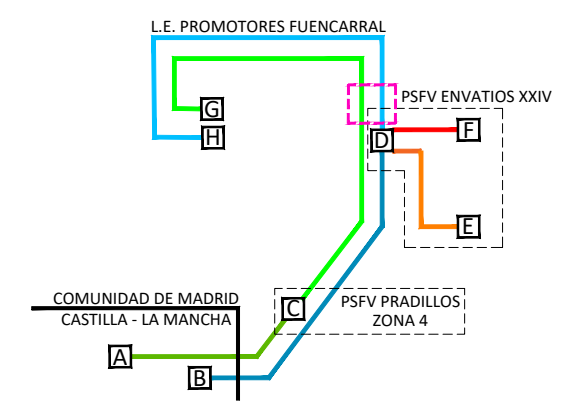 L.E. PROMOTORES FUENCARRAL
PSFV ENVATIOS XXIV
G
F
H
D
E
COMUNIDAD DE MADRID
PSFV PRADILLOS
C
CASTILLA - LA MANCHA
ZONA 4
A
B